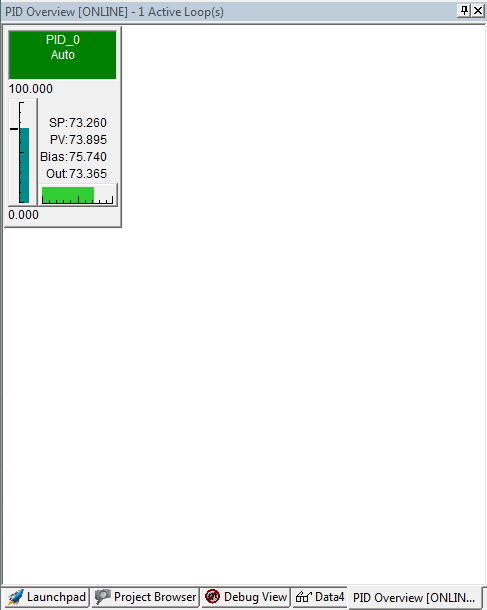 PID Overview [ONLINE] - 1 Active Loop(s)
PID_0
Auto
100.000
SP:73.260
PV:73.895
Bias:75.740
Out:73.365
0.000
Launchpad Project Browser Debug View Data4 PID Overview [ONLIN...